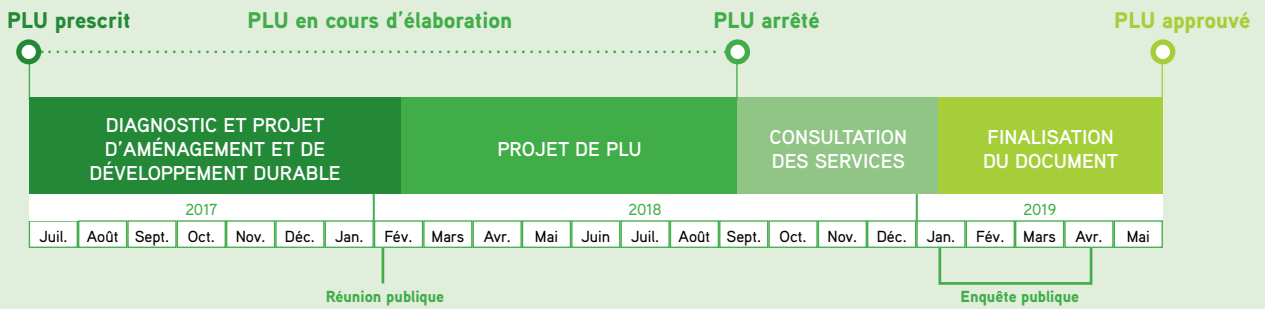 PLU prescrit
PLU en cours d’élaboration
PLU arrêté
PLU approuvé
DIAGNOSTIC ET PROJET
D’AMÉNAGEMENT ET DE
DÉVELOPPEMENT DURABLE
PROJET DE PLU
CONSULTATION
DES SERVICES
FINALISATION
DU DOCUMENT
2017
2018
2019
Juil. Août Sept. Oct. Nov. Déc. Jan. Fév. Mars Avr. Mai Juin Juil. Août Sept. Oct. Nov. Déc. Jan. Fév. Mars Avr. Mai
Réunion publique
Enquête publique